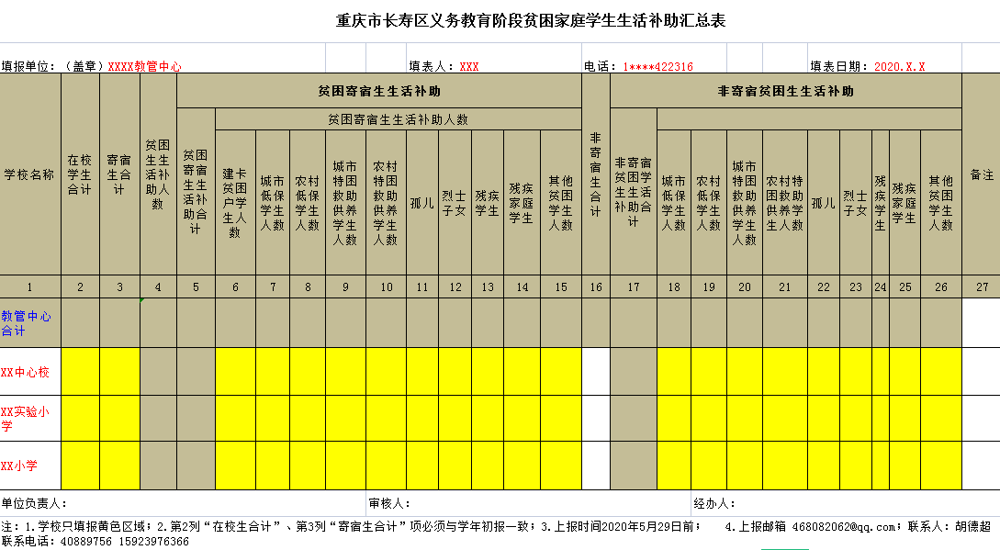 重庆市长寿区义务教育阶段贫困家庭学生生活补助汇总表
填报单位：（盖章）XXXX教管中心 填表人：XXX 电话：1****422316 填表日期：2020.X.X
学校名称
在校学生合计
寄宿生合计
贫困生生活补助人数
贫困寄宿生生活补助
贫困寄宿生生活补助合计
贫困寄宿生生活补助人数
建卡贫困户学生人数
城市低保学生人数
农村低保学生人数
城市特困救助供养学生人数
农村特困救助供养学生人数
孤儿
烈士子女
残疾学生
残疾家庭学生
其他贫困学生人数
非寄宿生合计
非寄宿贫困生生活补助
非寄宿贫困学生生活补助合计
城市低保学生人数
农村低保学生人数
城市特困救助供养学生人数
农村特困救助供养学生人数
孤儿
烈士子女
残疾学生
残疾家庭学生
其他贫困学生人数
备注
1 2 3 4 5 6 7 8 9 10 11 12 13 14 15 16 17 18 19 20 21 22 23 24 25 26 27
教管中心合计
XX中心校
XX实验小学
XX小学
单位负责人： 审核人： 经办人：
注：1.学校只填报黄色区域；2.第2列“在校生合计”、第3列“寄宿生合计”项必须与学年初报一致；3.上报时间2020年5月29日前； 4.上报邮箱 468082062@qq.com；联系人：胡德超
联系电话：40889756 15923976366